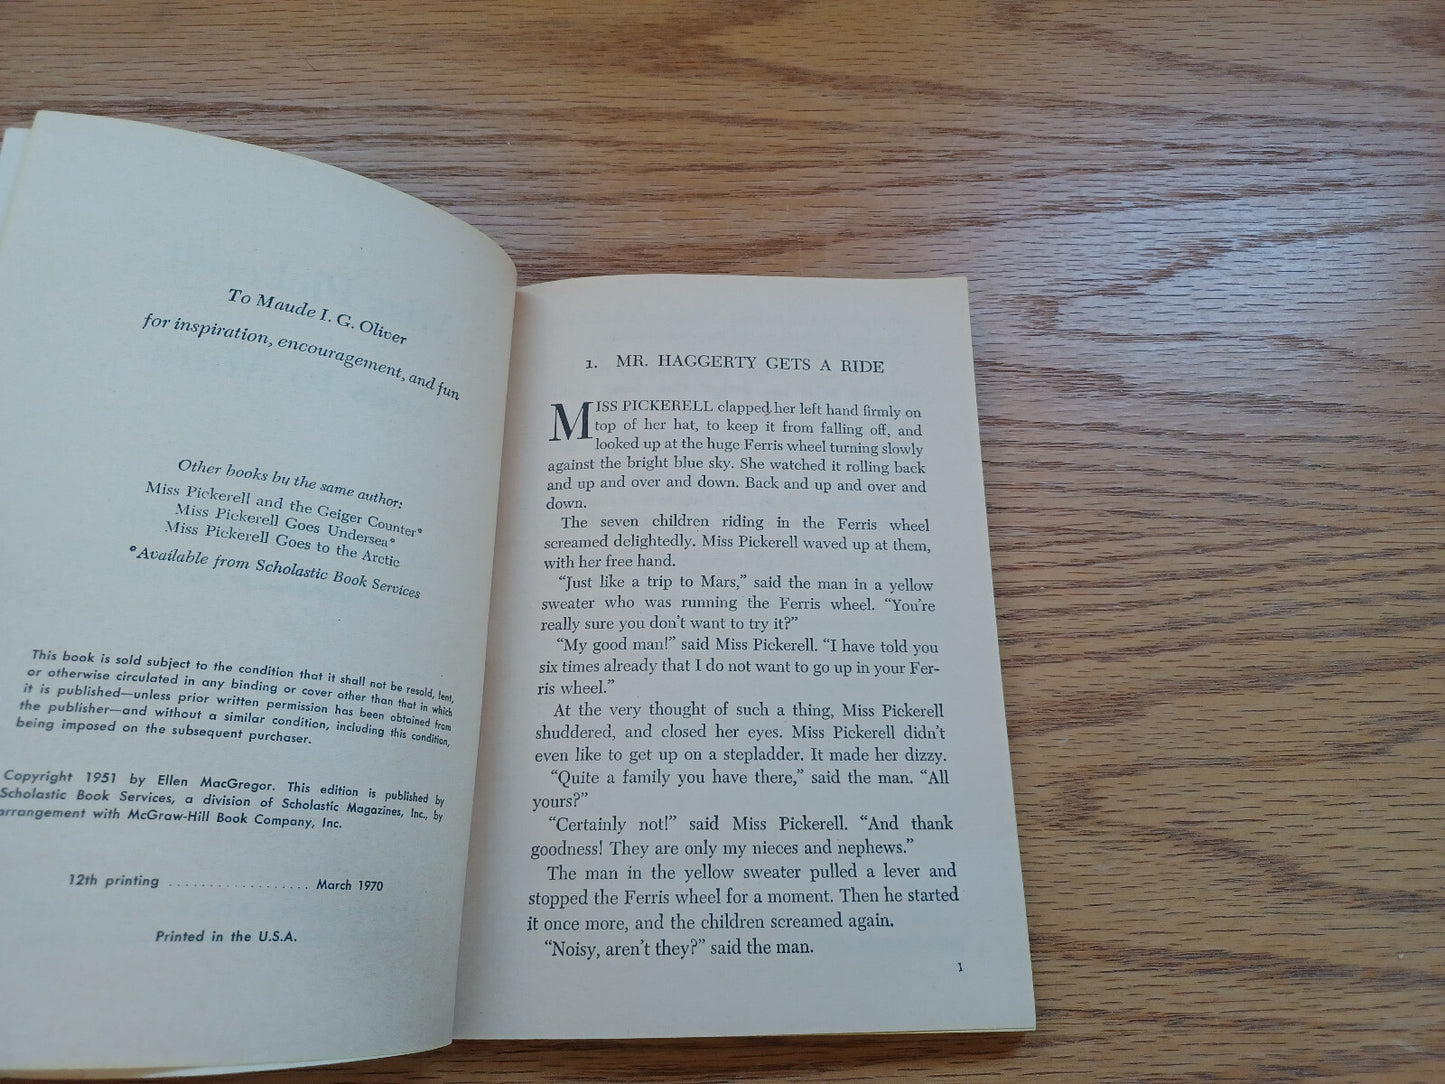 To Maude I. G. Oliver
for inspiration, encouragement, and fun
Other books by the same author:
Miss Pickerell and the Geiger Counter*
Miss Pickerell Goes Undersea*
Miss Pickerell Goes to the Arctic
*Available from Scholastic Book Services
This book is sold subject to the condition that it shall not be resold, lent,
or otherwise circulated in any binding or cover other than that in which
it is published—unless prior written permission has been obtained from
the publisher—and without a similar condition, including this condition,
being imposed on the subsequent purchaser.
Copyright 1951 by Ellen MacGregor. This edition is published by
Scholastic Book Services, a division of Scholastic Magazines, Inc., by
arrangement with McGraw-Hill Book Company, Inc.
12th printing .................. March 1970
Printed in the U.S.A.
1. MR. HAGGERTY GETS A RIDE
MISS PICKERELL clapped her left hand firmly on
top of her hat, to keep it from falling off, and
looked up at the huge Ferris wheel turning slowly
against the bright blue sky. She watched it rolling back
and up and over and down. Back and up and over and
down.
The seven children riding in the Ferris wheel
screamed delightedly. Miss Pickerell waved up at them,
with her free hand.
“Just like a trip to Mars,” said the man in a yellow
sweater who was running the Ferris wheel. “You’re
really sure you don’t want to try it?”
“My good man!” said Miss Pickerell. “I have told you
six times already that I do not want to go up in your Fer-
ris wheel.”
At the very thought of such a thing, Miss Pickerell
shuddered, and closed her eyes. Miss Pickerell didn’t
even like to get up on a stepladder. It made her dizzy.
“Quite a family you have there,” said the man. “All
yours?”
“Certainly not!” said Miss Pickerell. “And thank
goodness! They are only my nieces and nephews.”
The man in the yellow sweater pulled a lever and
stopped the Ferris wheel for a moment. Then he started
it once more, and the children screamed again.
“Noisy, aren’t they?” said the man.
1